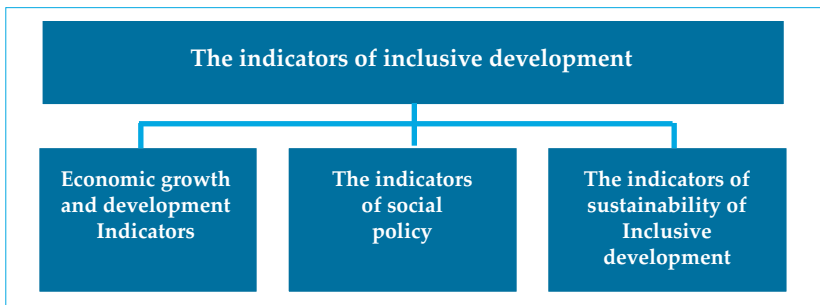 The indicators of inclusive development
Economic growth
and development
Indicators
The indicators
of social
policy
The indicators of
sustainability of
Inclusive
development